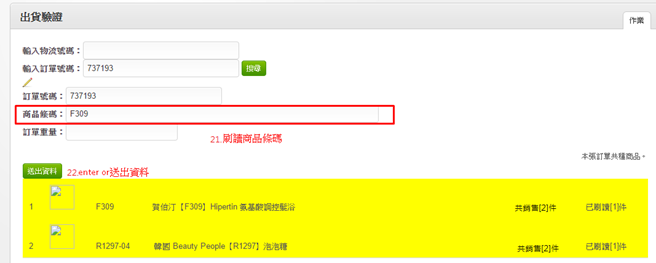 出貨驗證
作業
輸入物流號碼：
輸入訂單號碼： 737193 搜尋
訂單號碼： 737193
商品條碼： F309
訂單重量：
21.刷讀商品條碼
本張訂單共種商品。
送出資料 22.enter or送出資料
1 F309 賀倍汀【F309】Hipertin 氨基酸調控髮浴 共銷售[2]件 已刷讀[1]件
2 R1297-04 韓國 Beauty People【R1297】泡泡糖 共銷售[2]件 已刷讀[1]件